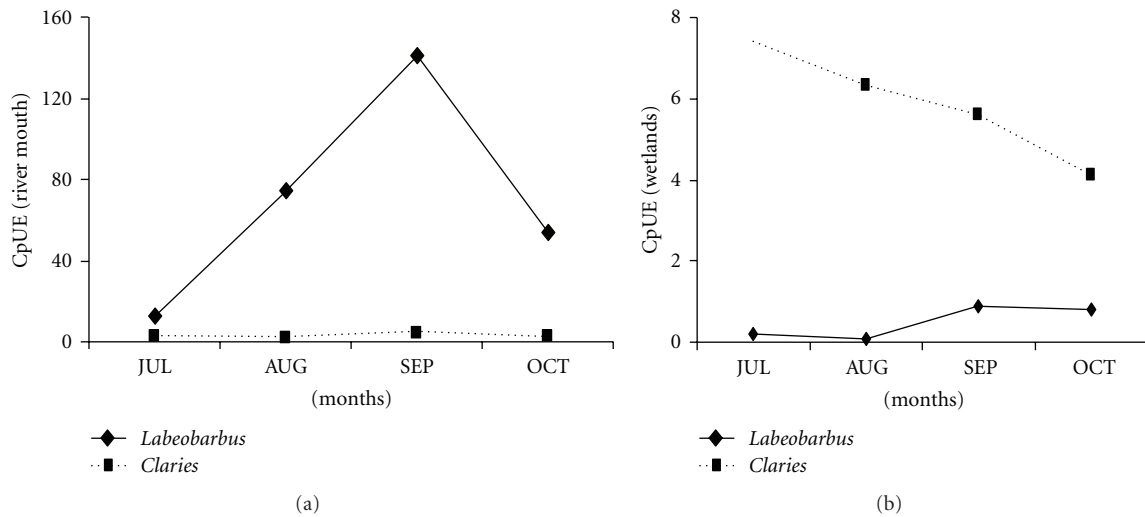 160
120
80
40
0
CpUE (river mouth)
JUL AUG SEP OCT
(months)
Labeobarbus
Claries
(a)
8
6
4
2
0
CpUE (wetlands)
JUL AUG SEP OCT
(months)
Labeobarbus
Claries
(b)